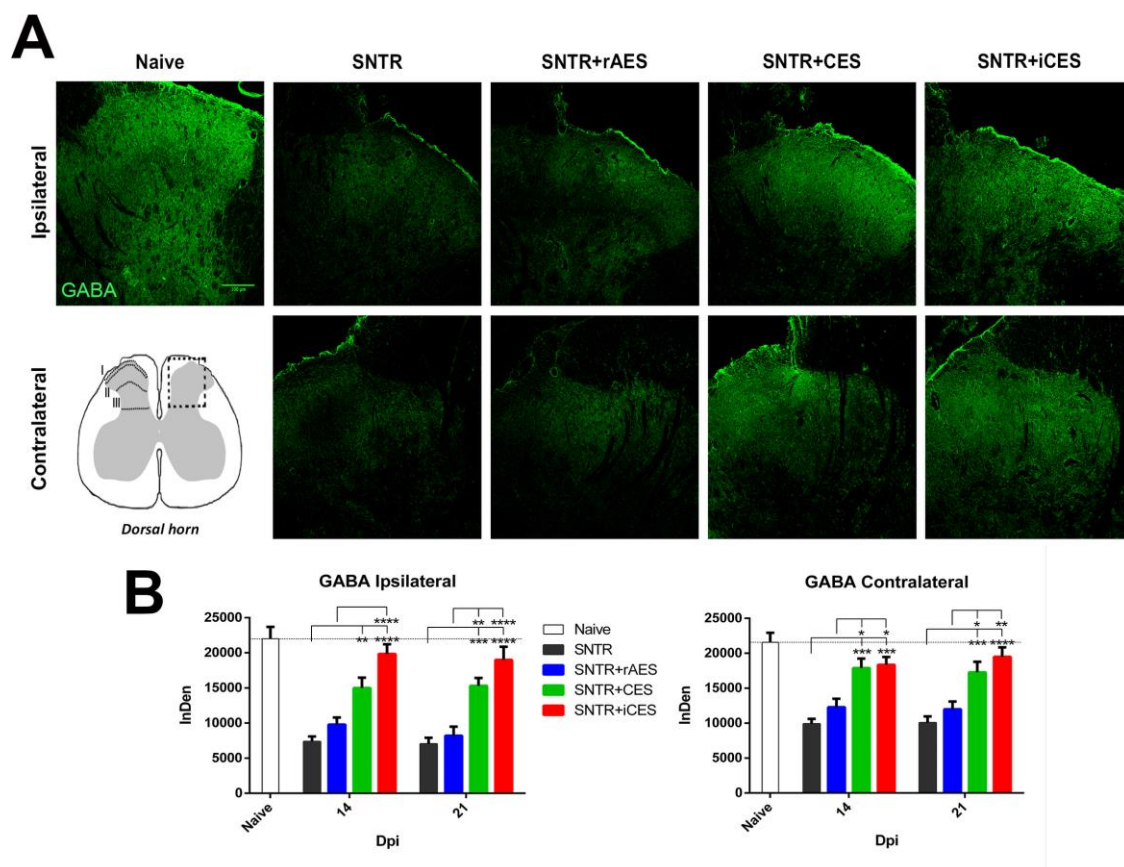 A
Naive SNTR SNTR+rAES SNTR+CES SNTR+iCES
Ipsilateral
GABA
100 µm
Contralateral
I
II
III
Dorsal horn
B
GABA Ipsilateral
InDen
25000
20000
15000
10000
5000
0
** **** ** ****
**** *** ****
Naive 14 21
Dpi
Naive
SNTR
SNTR+rAES
SNTR+CES
SNTR+iCES
GABA Contralateral
InDen
25000
20000
15000
10000
5000
0
* * * **
*** *** *** ****
Naive 14 21
Dpi